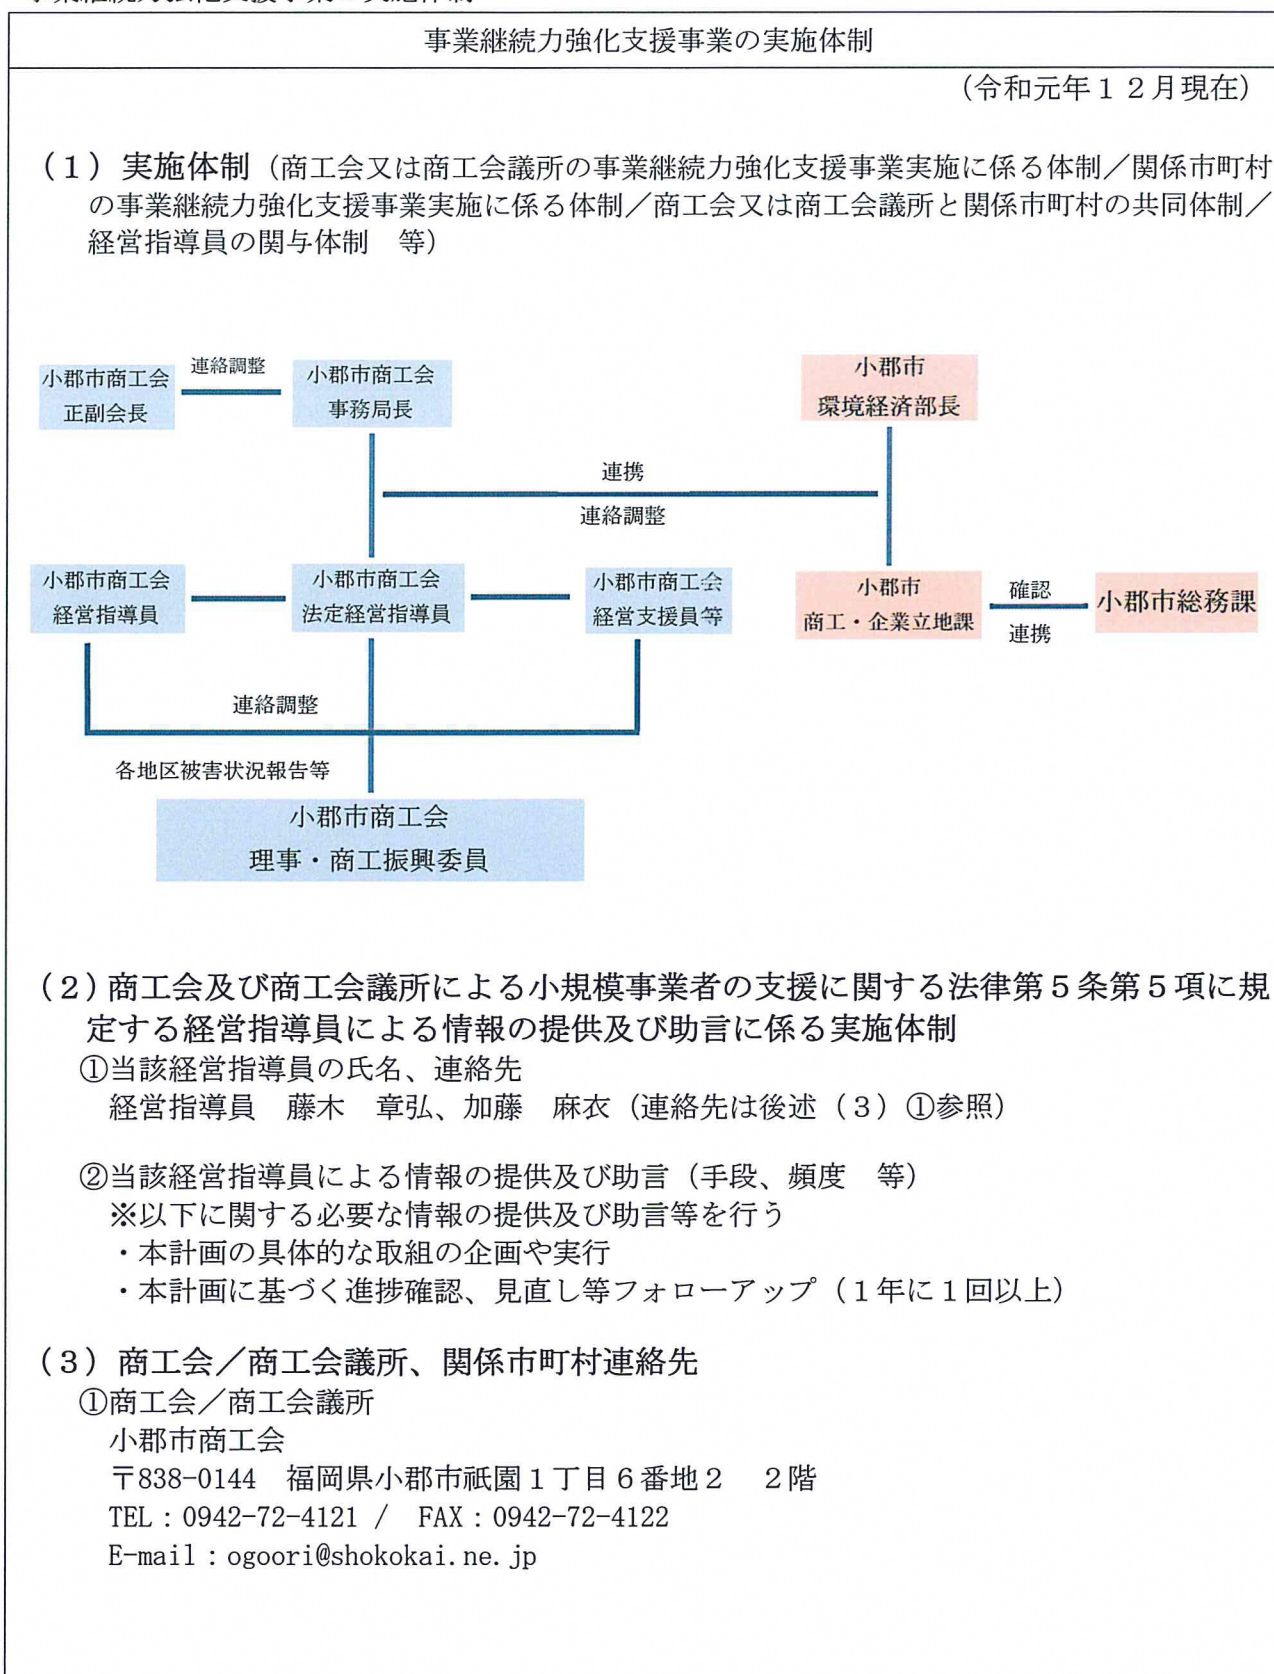 事業継続力強化支援事業の実施体制
（令和元年１２月現在）
（１）実施体制（商工会又は商工会議所の事業継続力強化支援事業実施に係る体制／関係市町村
の事業継続力強化支援事業実施に係る体制／商工会又は商工会議所と関係市町村の共同体制／
経営指導員の関与体制　等）
小郡市商工会
正副会長
連絡調整
小郡市商工会
事務局長
小郡市
環境経済部長
連携
連絡調整
小郡市商工会
経営指導員
小郡市商工会
法定経営指導員
小郡市商工会
経営支援員等
小郡市
商工・企業立地課
確認
連携
小郡市総務課
連絡調整
各地区被害状況報告等
小郡市商工会
理事・商工振興委員
（２）商工会及び商工会議所による小規模事業者の支援に関する法律第５条第５項に規
定する経営指導員による情報の提供及び助言に係る実施体制
①当該経営指導員の氏名、連絡先
経営指導員　藤木　章弘、加藤　麻衣（連絡先は後述（３）①参照）
②当該経営指導員による情報の提供及び助言（手段、頻度　等）
※以下に関する必要な情報の提供及び助言等を行う
・本計画の具体的な取組の企画や実行
・本計画に基づく進捗確認、見直し等フォローアップ（１年に１回以上）
（３）商工会／商工会議所、関係市町村連絡先
①商工会／商工会議所
小郡市商工会
〒838-0144　福岡県小郡市祇園１丁目６番地２　２階
TEL：0942-72-4121 /　FAX：0942-72-4122
E-mail：ogoori@shokokai.ne.jp